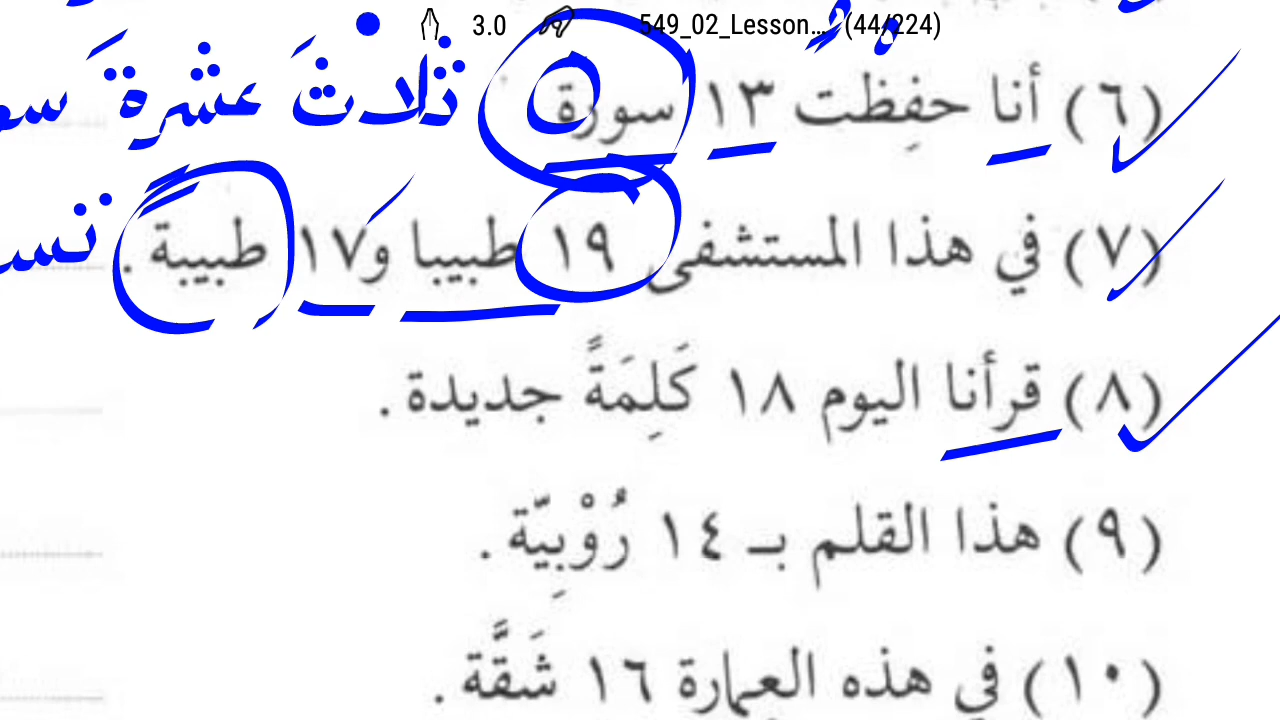 3.0 549_02_Lesson... (44/224)
(٦) أنا حفِظت ١٣ سورة ثلاثَ عشرةَ
(٧) في هذا المستشفى ١٩ طبيبا و١٧ طبيبة.
(٨) قرأنا اليوم ١٨ كَلِمَةً جديدة.
(٩) هذا القلم بـ ١٤ رُوْبِيّة.
(١٠) في هذه العمارة ١٦ شَقَّة.